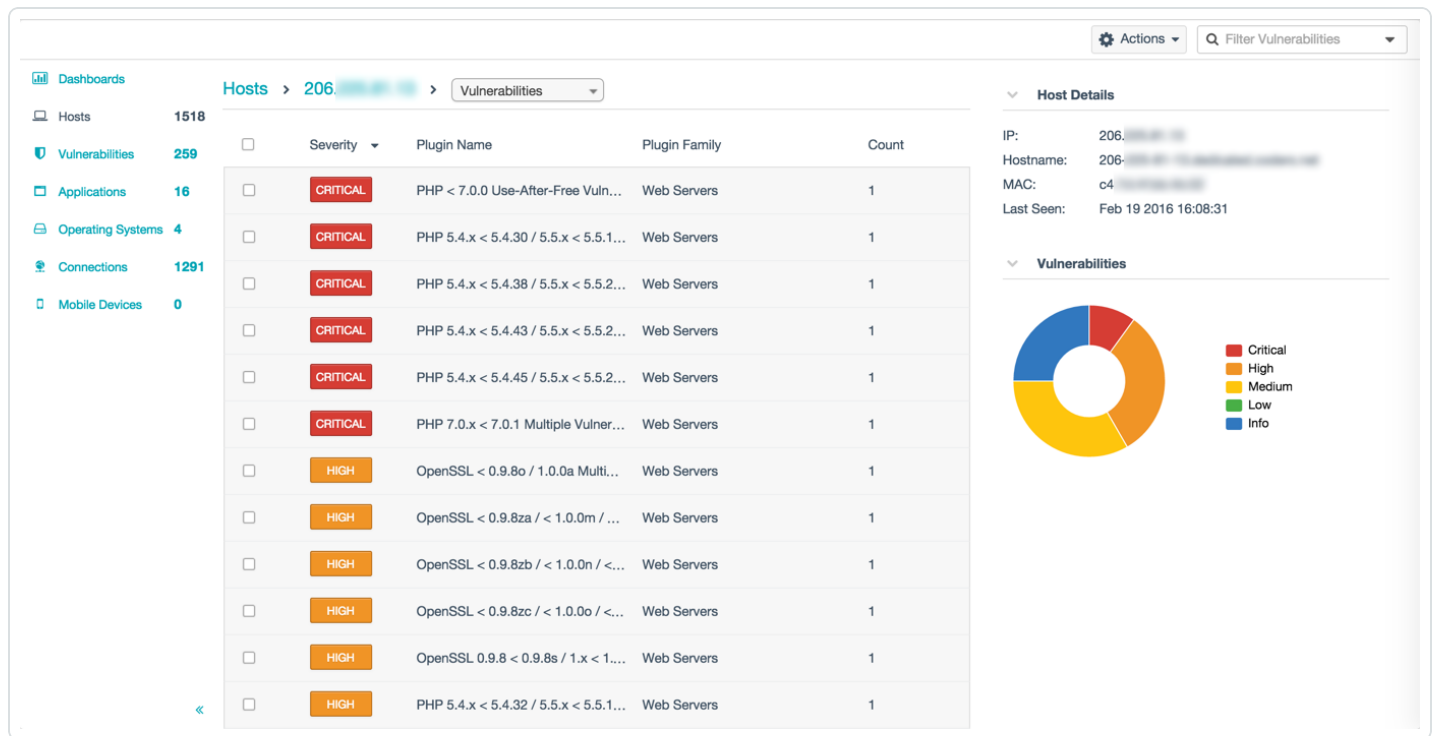 Actions
Filter Vulnerabilities
Dashboards
Hosts 1518
Vulnerabilities 259
Applications 16
Operating Systems 4
Connections 1291
Mobile Devices 0
«
Hosts > 206. > Vulnerabilities
Severity Plugin Name Plugin Family Count
CRITICAL PHP < 7.0.0 Use-After-Free Vuln... Web Servers 1
CRITICAL PHP 5.4.x < 5.4.30 / 5.5.x < 5.5.1... Web Servers 1
CRITICAL PHP 5.4.x < 5.4.38 / 5.5.x < 5.5.2... Web Servers 1
CRITICAL PHP 5.4.x < 5.4.43 / 5.5.x < 5.5.2... Web Servers 1
CRITICAL PHP 5.4.x < 5.4.45 / 5.5.x < 5.5.2... Web Servers 1
CRITICAL PHP 7.0.x < 7.0.1 Multiple Vulner... Web Servers 1
HIGH OpenSSL < 0.9.8o / 1.0.0a Multi... Web Servers 1
HIGH OpenSSL < 0.9.8za / < 1.0.0m / ... Web Servers 1
HIGH OpenSSL < 0.9.8zb / < 1.0.0n / <... Web Servers 1
HIGH OpenSSL < 0.9.8zc / < 1.0.0o / <... Web Servers 1
HIGH OpenSSL 0.9.8 < 0.9.8s / 1.x < 1.... Web Servers 1
HIGH PHP 5.4.x < 5.4.32 / 5.5.x < 5.5.1... Web Servers 1
Host Details
IP: 206.
Hostname: 206-
MAC: c4
Last Seen: Feb 19 2016 16:08:31
Vulnerabilities
Critical
High
Medium
Low
Info